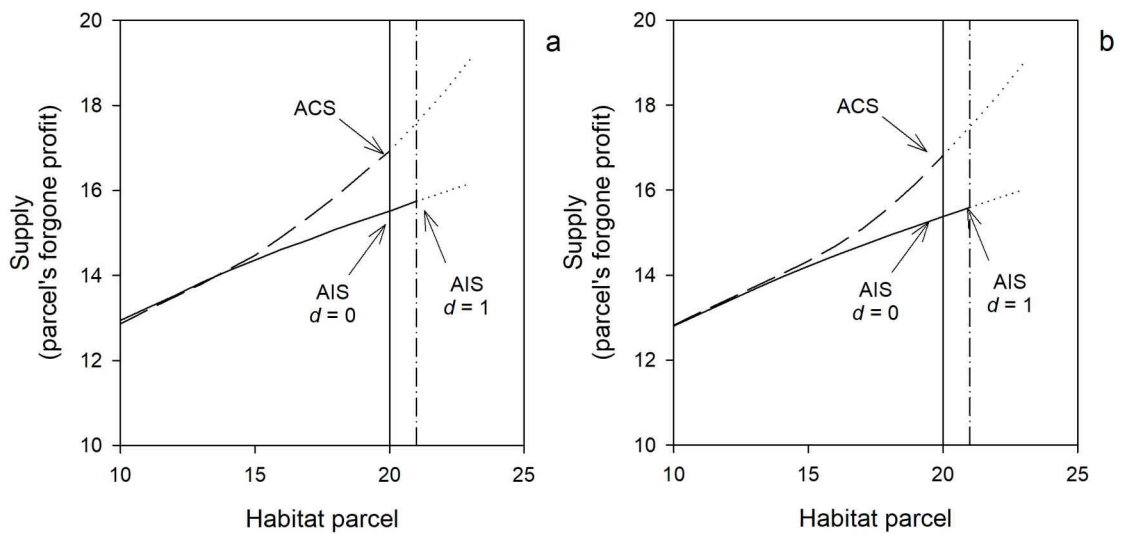 a
20
18
16
14
12
10
Supply
(parcel's forgone profit)
ACS
AIS
d = 0
AIS
d = 1
10
15
20
25
Habitat parcel
b
20
18
16
14
12
10
Supply
(parcel's forgone profit)
ACS
AIS
d = 0
AIS
d = 1
10
15
20
25
Habitat parcel